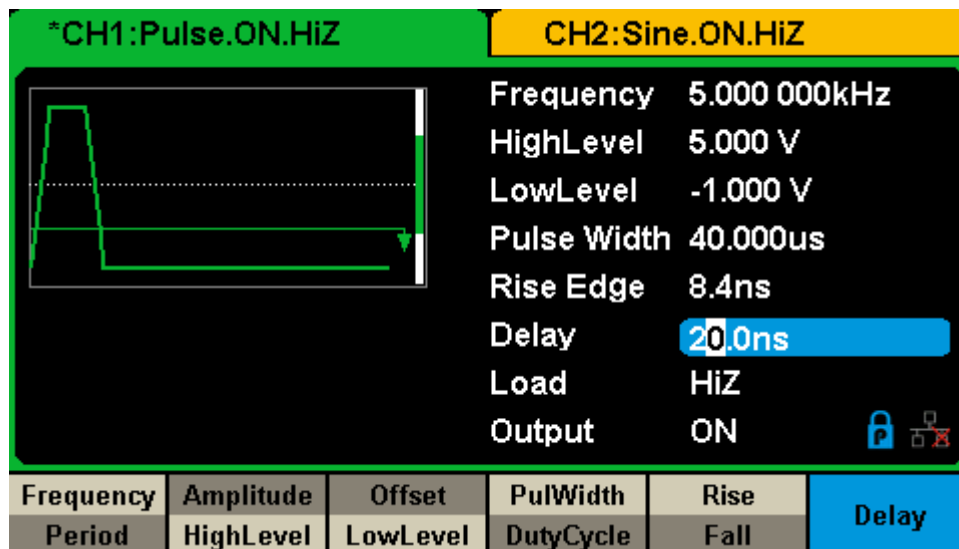 *CH1:Pulse.ON.HiZ
CH2:Sine.ON.HiZ
Frequency 5.000 000kHz
HighLevel 5.000 V
LowLevel -1.000 V
Pulse Width 40.000us
Rise Edge 8.4ns
Delay 20.0ns
Load HiZ
Output ON
P
Frequency Amplitude Offset PulWidth Rise Delay
Period HighLevel LowLevel DutyCycle Fall